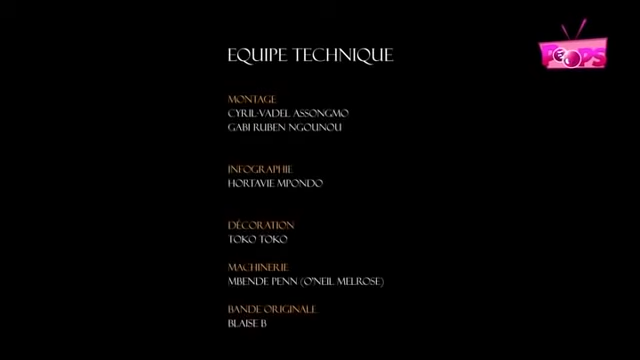 EQUIPE TECHNIQUE
POOPS
MONTAGE
CYRIL-VADEL ASSONGMO
GABI RUBEN NGOUNOU
INFOGRAPHIE
HORTAVIE MPONDO
DÉCORATION
TOKO TOKO
MACHINERIE
MBENDE PENN (O'NEIL MELROSE)
BANDE ORIGINALE
BLAISE B